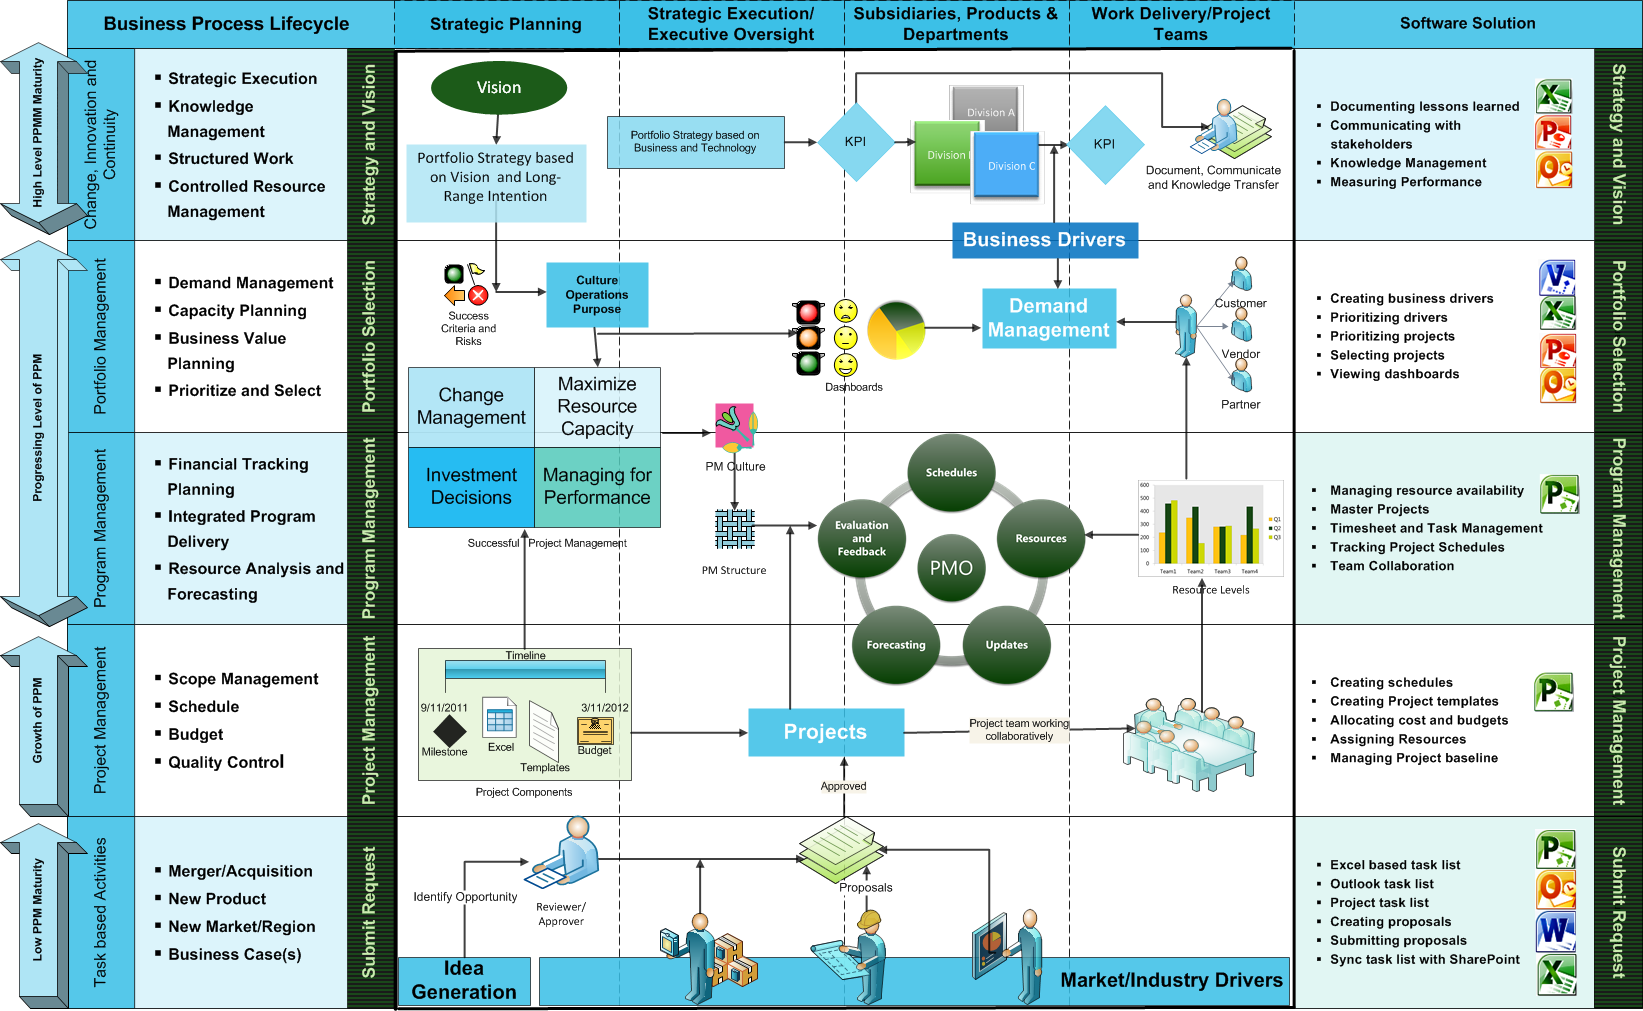 Business Process Lifecycle
Strategic Planning
Strategic Execution/
Executive Oversight
Subsidiaries, Products &
Departments
Work Delivery/Project
Teams
Software Solution
High Level PPMM Maturity
Change, Innovation and
Continuity
▪ Strategic Execution
▪ Knowledge
Management
▪ Structured Work
▪ Controlled Resource
Management
Strategy and Vision
Vision
Portfolio Strategy based
on Vision and Long-
Range Intention
Portfolio Strategy based on
Business and Technology
KPI
Division A
Division
Division C
KPI
Document, Communicate
and Knowledge Transfer
Business Drivers
▪ Documenting lessons learned
▪ Communicating with
stakeholders
▪ Knowledge Management
▪ Measuring Performance
Strategy and Vision
Progressing Level of PPM
Portfolio Management
▪ Demand Management
▪ Capacity Planning
▪ Business Value
Planning
▪ Prioritize and Select
Portfolio Selection
Success
Criteria and
Risks
Culture
Operations
Purpose
Change
Management
Maximize
Resource
Capacity
Investment
Decisions
Managing for
Performance
Successful Project Management
Dashboards
Demand
Management
Customer
Vendor
Partner
▪ Creating business drivers
▪ Prioritizing drivers
▪ Prioritizing projects
▪ Selecting projects
▪ Viewing dashboards
Portfolio Selection
Program Management
▪ Financial Tracking
Planning
▪ Integrated Program
Delivery
▪ Resource Analysis and
Forecasting
Program Management
PM Culture
PM Structure
Schedules
Evaluation
and
Feedback
Resources
PMO
Forecasting
Updates
600
500
400
300
200
100
0
Team1 Team2 Team3 Team4
Q1
Q2
Q3
Resource Levels
▪ Managing resource availability
▪ Master Projects
▪ Timesheet and Task Management
▪ Tracking Project Schedules
▪ Team Collaboration
Program Management
Growth of PPM
Project Management
▪ Scope Management
▪ Schedule
▪ Budget
▪ Quality Control
Project Management
Timeline
9/11/2011
3/11/2012
Milestone
Excel
Templates
Budget
Project Components
Projects
Project team working
collaboratively
Approved
▪ Creating schedules
▪ Creating Project templates
▪ Allocating cost and budgets
▪ Assigning Resources
▪ Managing Project baseline
Project Management
Low PPM Maturity
Task based Activities
▪ Merger/Acquisition
▪ New Product
▪ New Market/Region
▪ Business Case(s)
Submit Request
Identify Opportunity
Reviewer/
Approver
Proposals
Idea
Generation
Market/Industry Drivers
▪ Excel based task list
▪ Outlook task list
▪ Project task list
▪ Creating proposals
▪ Submitting proposals
▪ Sync task list with SharePoint
Submit Request